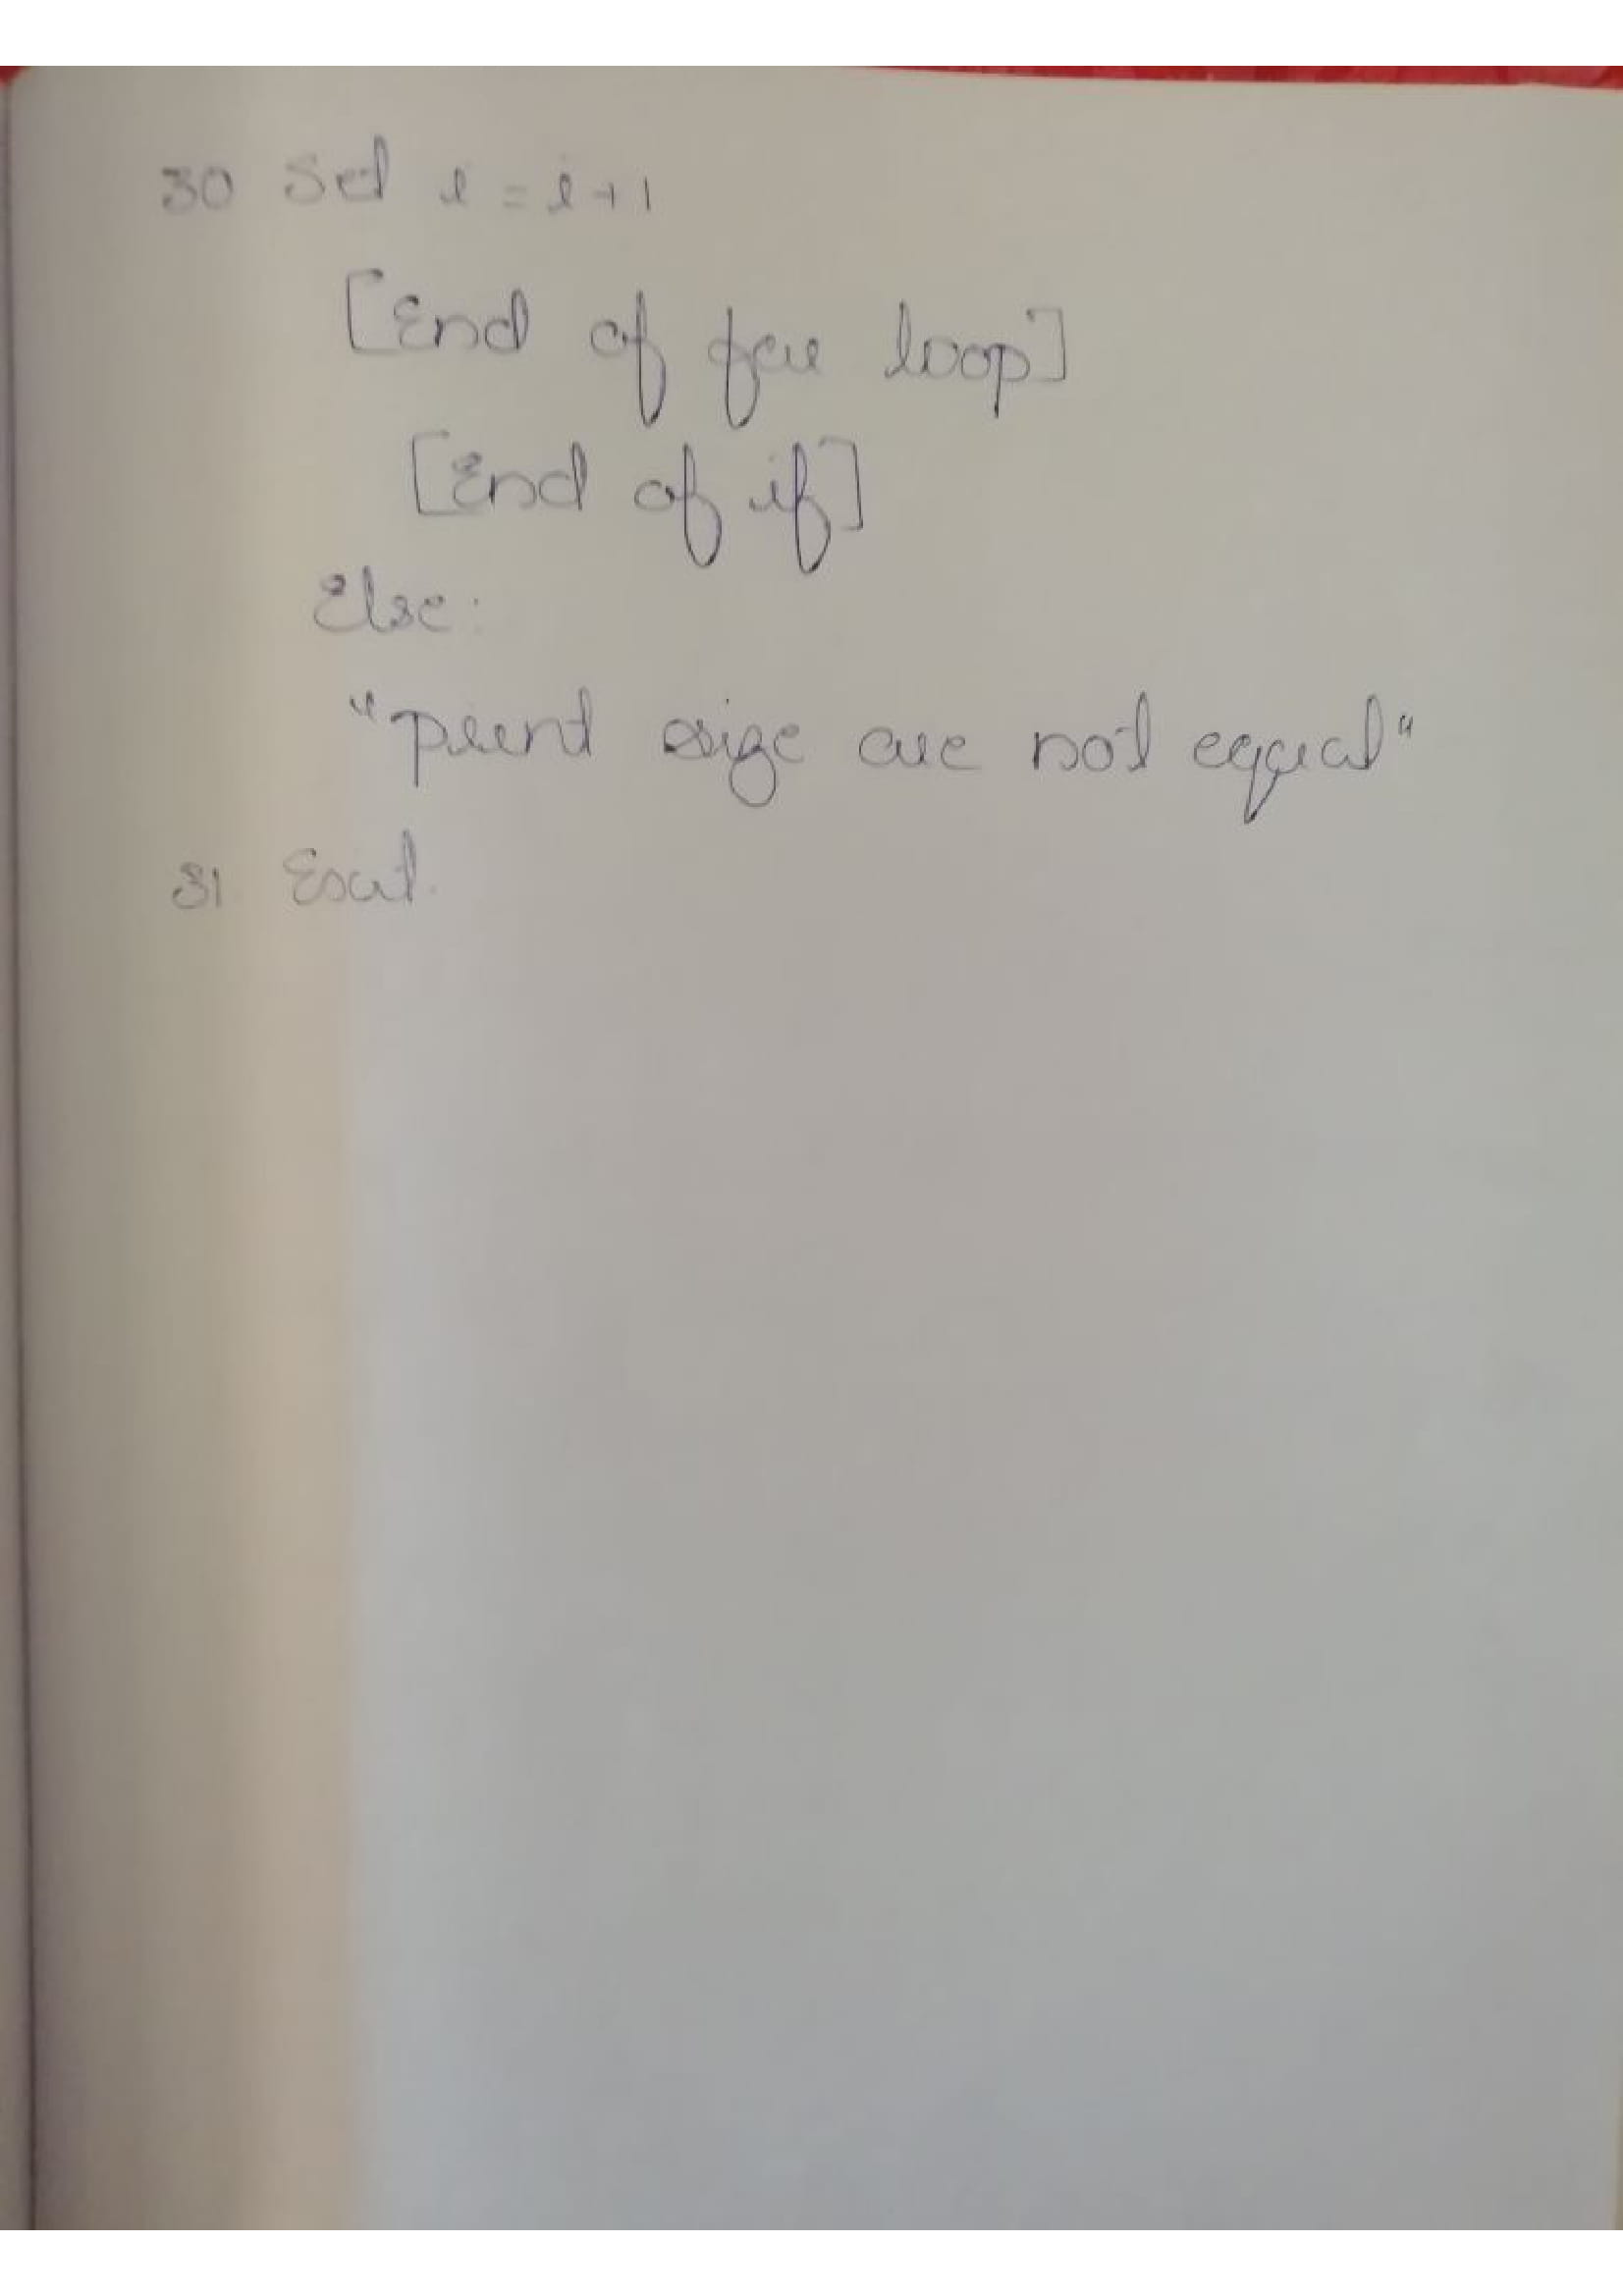 30 Set i = i+1
[End of for loop]
[End of if]
Else:
"print size are not equal"
31. Exit.